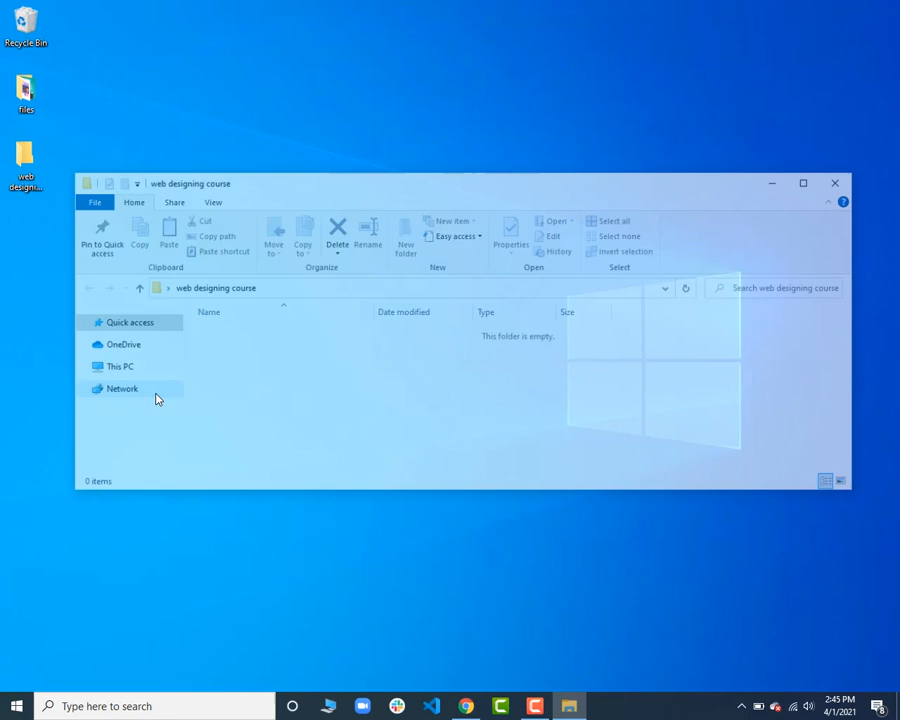 Recycle Bin
files
web
designi...
web designing course
File
Home
Share
View
Pin to Quick
access
Copy
Paste
Cut
Copy path
Paste shortcut
Clipboard
Move
to
Copy
to
Delete
Rename
Organize
New
folder
New item
Easy access
New
Properties
Open
Edit
History
Open
Select all
Select none
Invert selection
Select
web designing course
Search web designing course
Name
Date modified
Type
Size
This folder is empty.
Quick access
OneDrive
This PC
Network
0 items
Type here to search
2:45 PM
4/1/2021
8